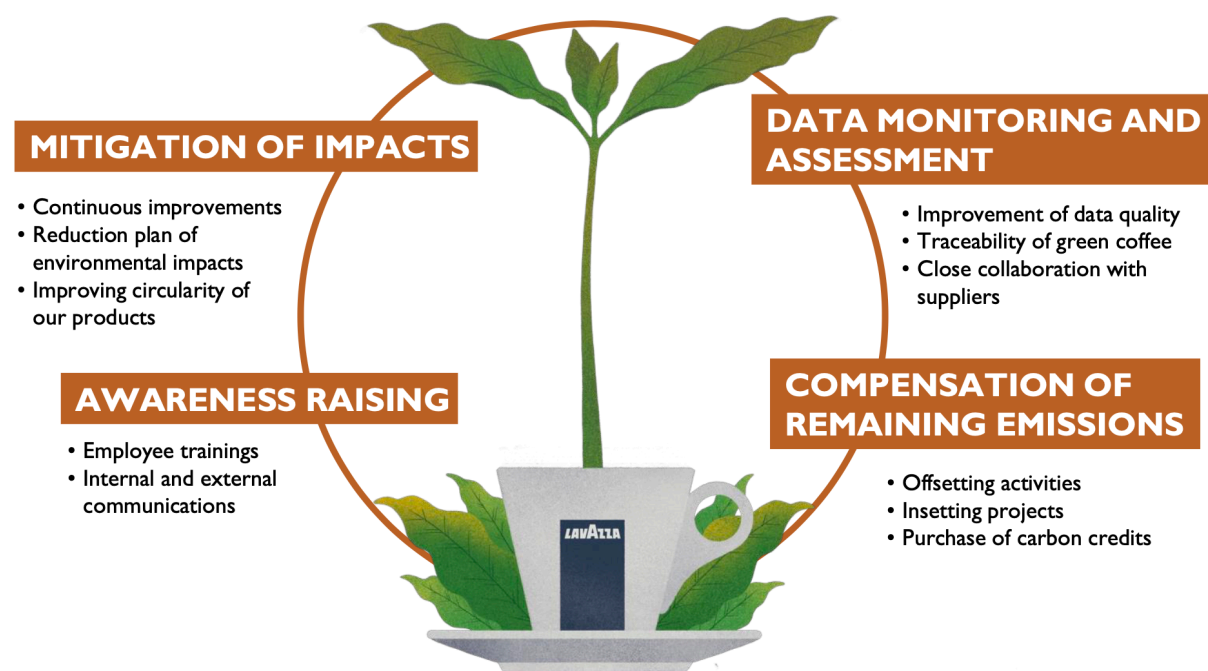 MITIGATION OF IMPACTS
• Continuous improvements
• Reduction plan of
environmental impacts
• Improving circularity of
our products
DATA MONITORING AND
ASSESSMENT
• Improvement of data quality
• Traceability of green coffee
• Close collaboration with
suppliers
AWARENESS RAISING
• Employee trainings
• Internal and external
communications
COMPENSATION OF
REMAINING EMISSIONS
• Offsetting activities
• Insetting projects
• Purchase of carbon credits
LAVAZZA